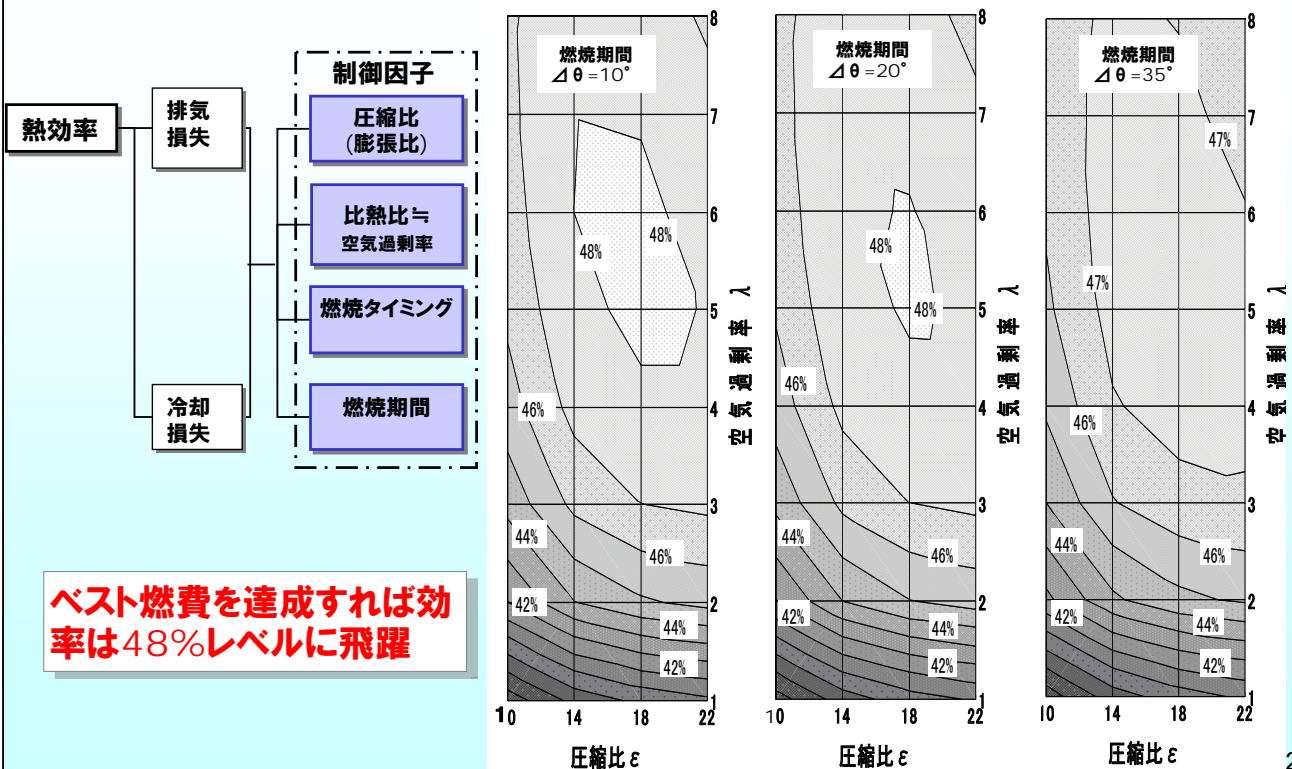 熱効率
排気
損失
冷却
損失
制御因子
圧縮比
(膨張比)
比熱比≒
空気過剰率
燃焼タイミング
燃焼期間
ベスト燃費を達成すれば効
率は48%レベルに飛躍
燃焼期間
⊿θ=10°
48%
48%
46%
44%
46%
42%
44%
42%
8
7
6
5
4
3
2
1
空気過剰率 λ
10
14
18
22
圧縮比ε
燃焼期間
⊿θ=20°
48%
48%
46%
44%
46%
42%
44%
42%
8
7
6
5
4
3
2
1
空気過剰率 λ
10
14
18
22
圧縮比ε
燃焼期間
⊿θ=35°
47%
47%
46%
44%
46%
42%
44%
42%
8
7
6
5
4
3
2
1
空気過剰率 λ
10
14
18
22
圧縮比ε